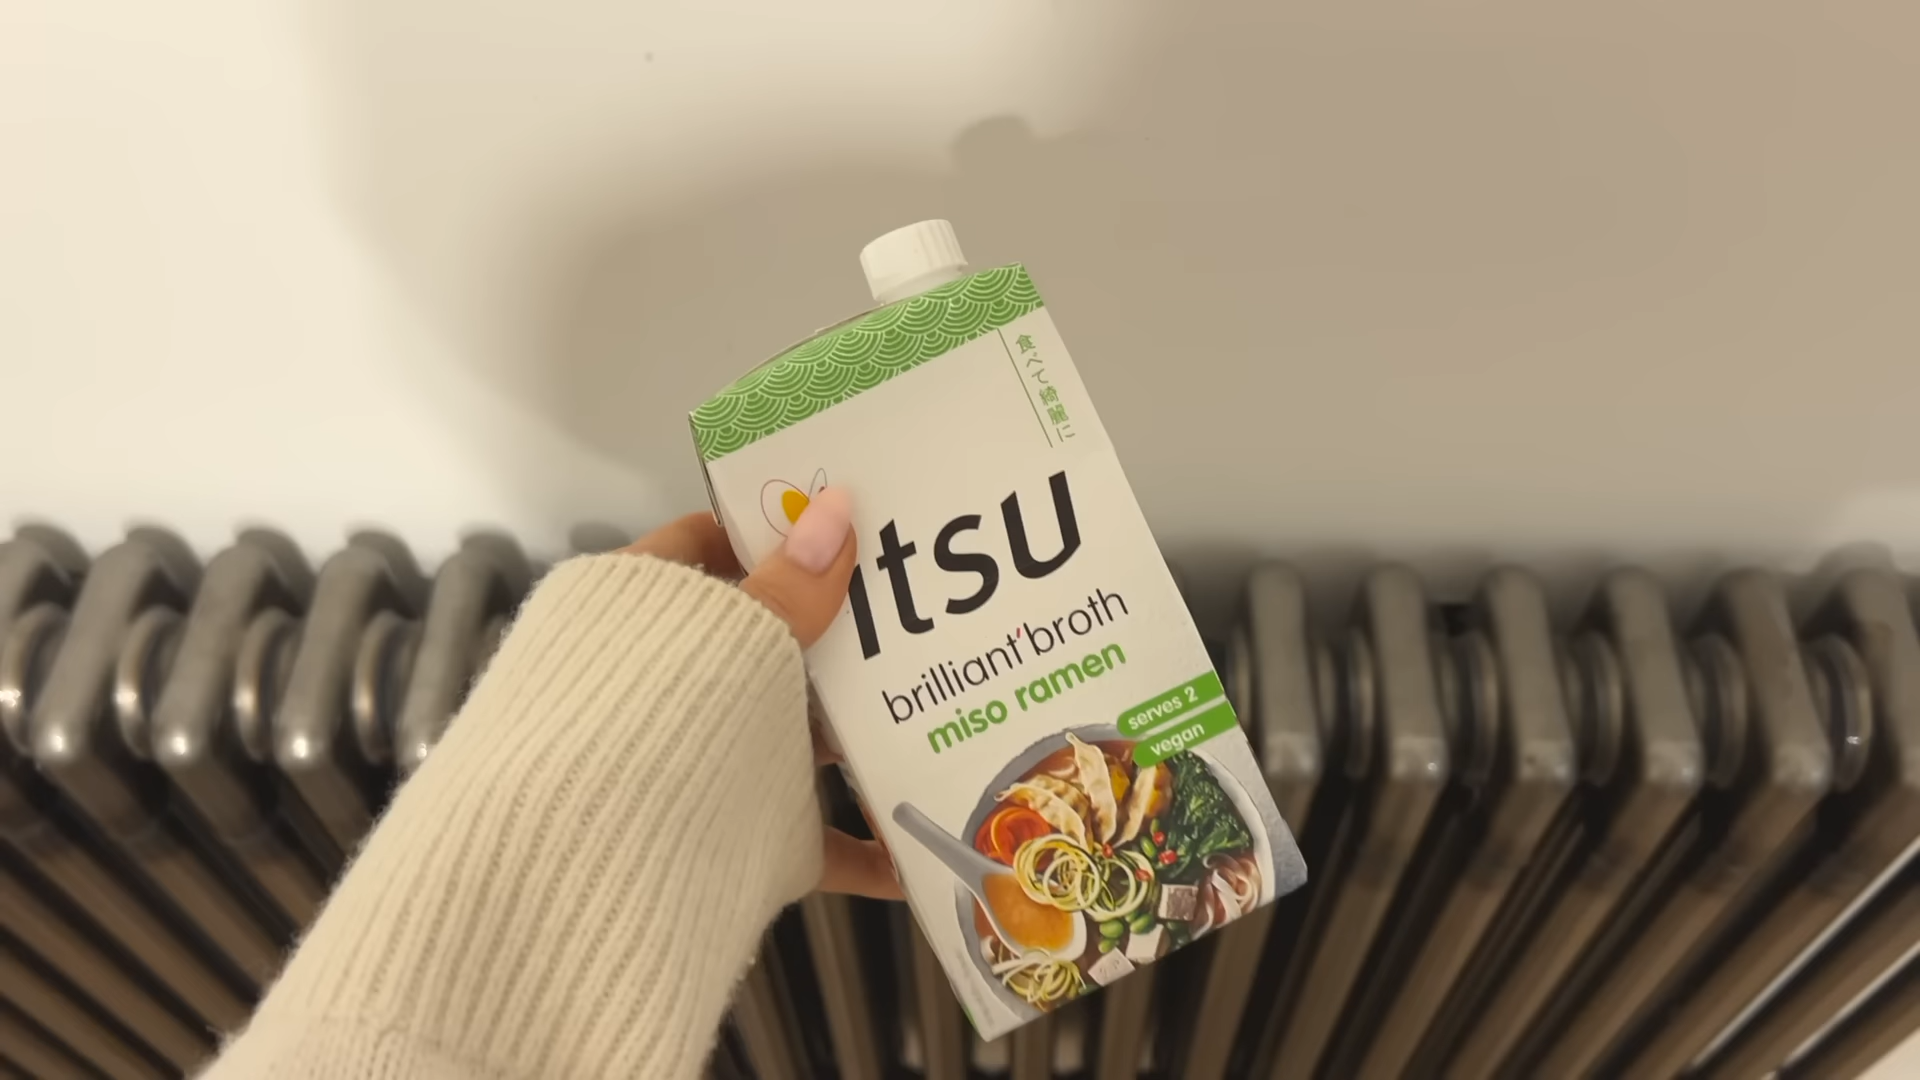 食べて綺麗に
itsu
brilliant'broth
miso ramen
serves 2
vegan